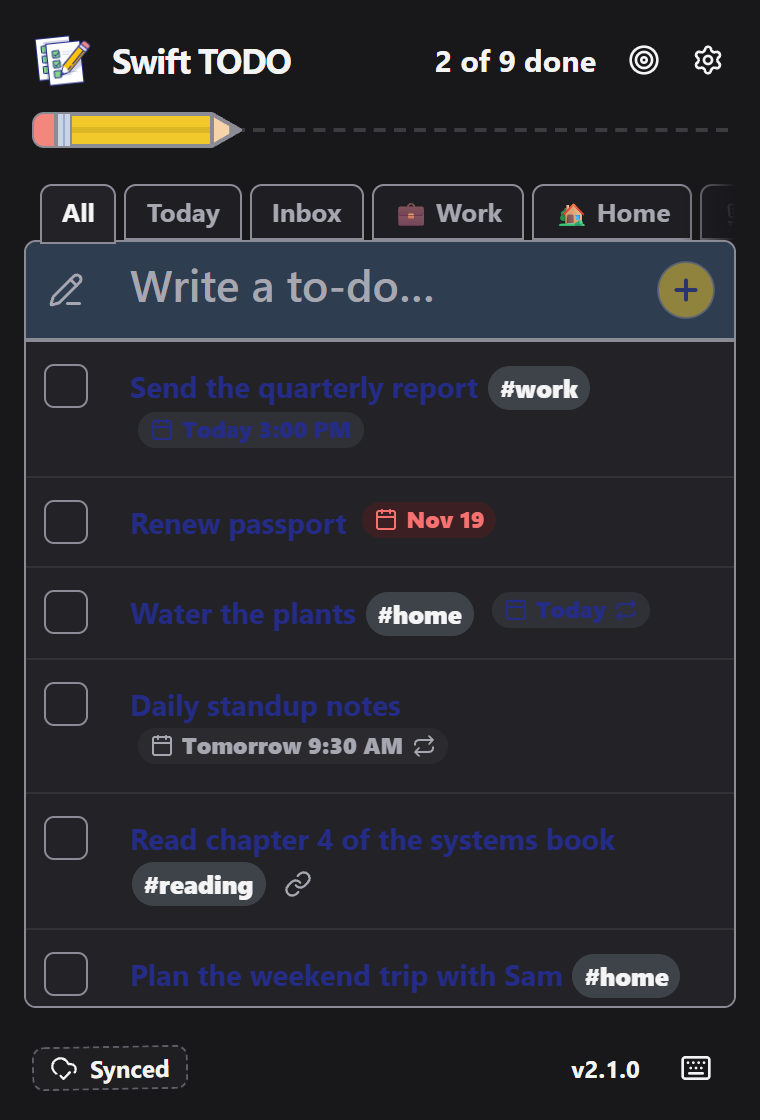 Swift TODO
2 of 9 done
All
Today
Inbox
Work
Home
Write a to-do...
Send the quarterly report #work
Today 3:00 PM
Renew passport Nov 19
Water the plants #home Today
Daily standup notes
Tomorrow 9:30 AM
Read chapter 4 of the systems book
#reading
Plan the weekend trip with Sam #home
Synced
v2.1.0